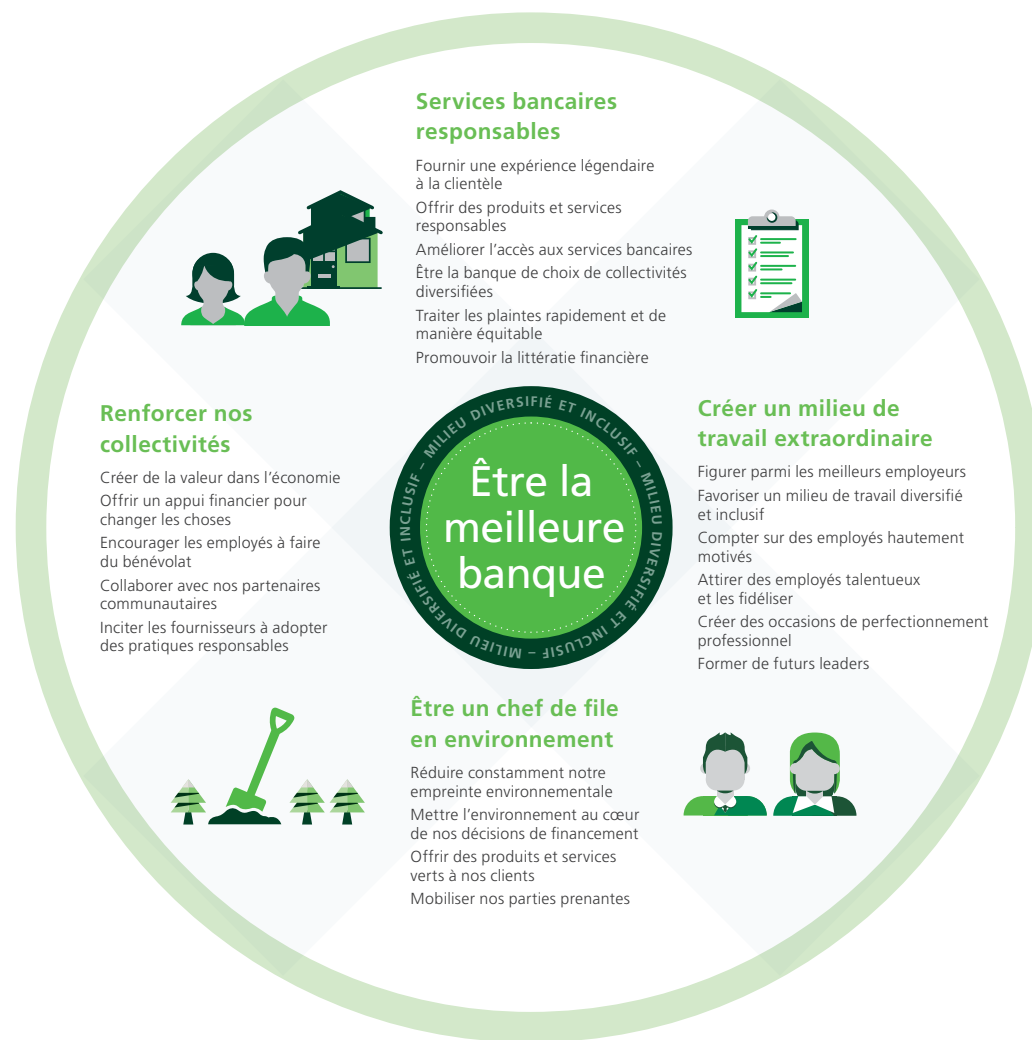 Services bancaires
responsables
Fournir une expérience légendaire
à la clientèle
Offrir des produits et services
responsables
Améliorer l’accès aux services bancaires
Être la banque de choix de collectivités
diversifiées
Traiter les plaintes rapidement et de
manière équitable
Promouvoir la littératie financière
Renforcer nos
collectivités
Créer de la valeur dans l’économie
Offrir un appui financier pour
changer les choses
Encourager les employés à faire
du bénévolat
Collaborer avec nos partenaires
communautaires
Inciter les fournisseurs à adopter
des pratiques responsables
MILIEU DIVERSIFIÉ ET INCLUSIF – MILIEU DIVERSIFIÉ ET INCLUSIF – MILIEU DIVERSIFIÉ ET INCLUSIF –
Être la
meilleure
banque
Créer un milieu de
travail extraordinaire
Figurer parmi les meilleurs employeurs
Favoriser un milieu de travail diversifié
et inclusif
Compter sur des employés hautement
motivés
Attirer des employés talentueux
et les fidéliser
Créer des occasions de perfectionnement
professionnel
Former de futurs leaders
Être un chef de file
en environnement
Réduire constamment notre
empreinte environnementale
Mettre l’environnement au cœur
de nos décisions de financement
Offrir des produits et services
verts à nos clients
Mobiliser nos parties prenantes